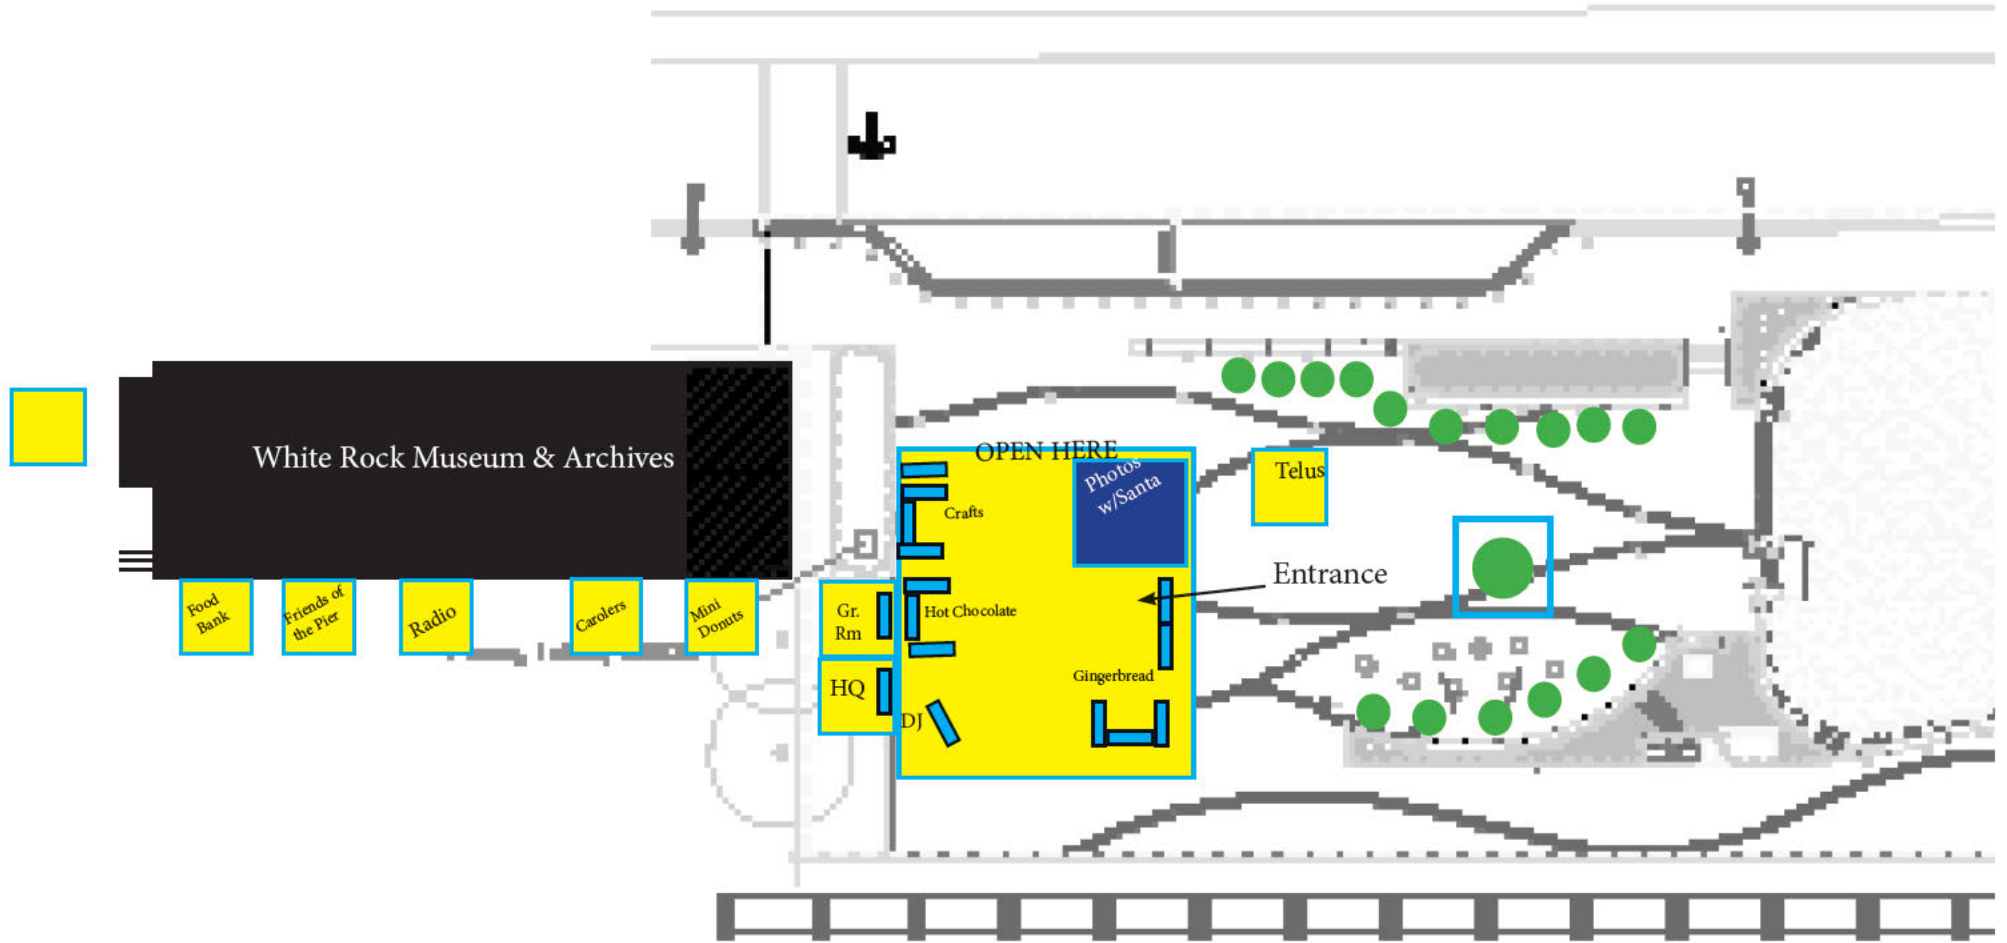 OPEN HERE
White Rock Museum & Archives
Photos
w/Santa
Telus
Crafts
Entrance
Food
Bank
Friends of
the Pier
Radio
Carolers
Mini
Donuts
Gr.
Rm
Hot Chocolate
HQ
Gingerbread
DJ